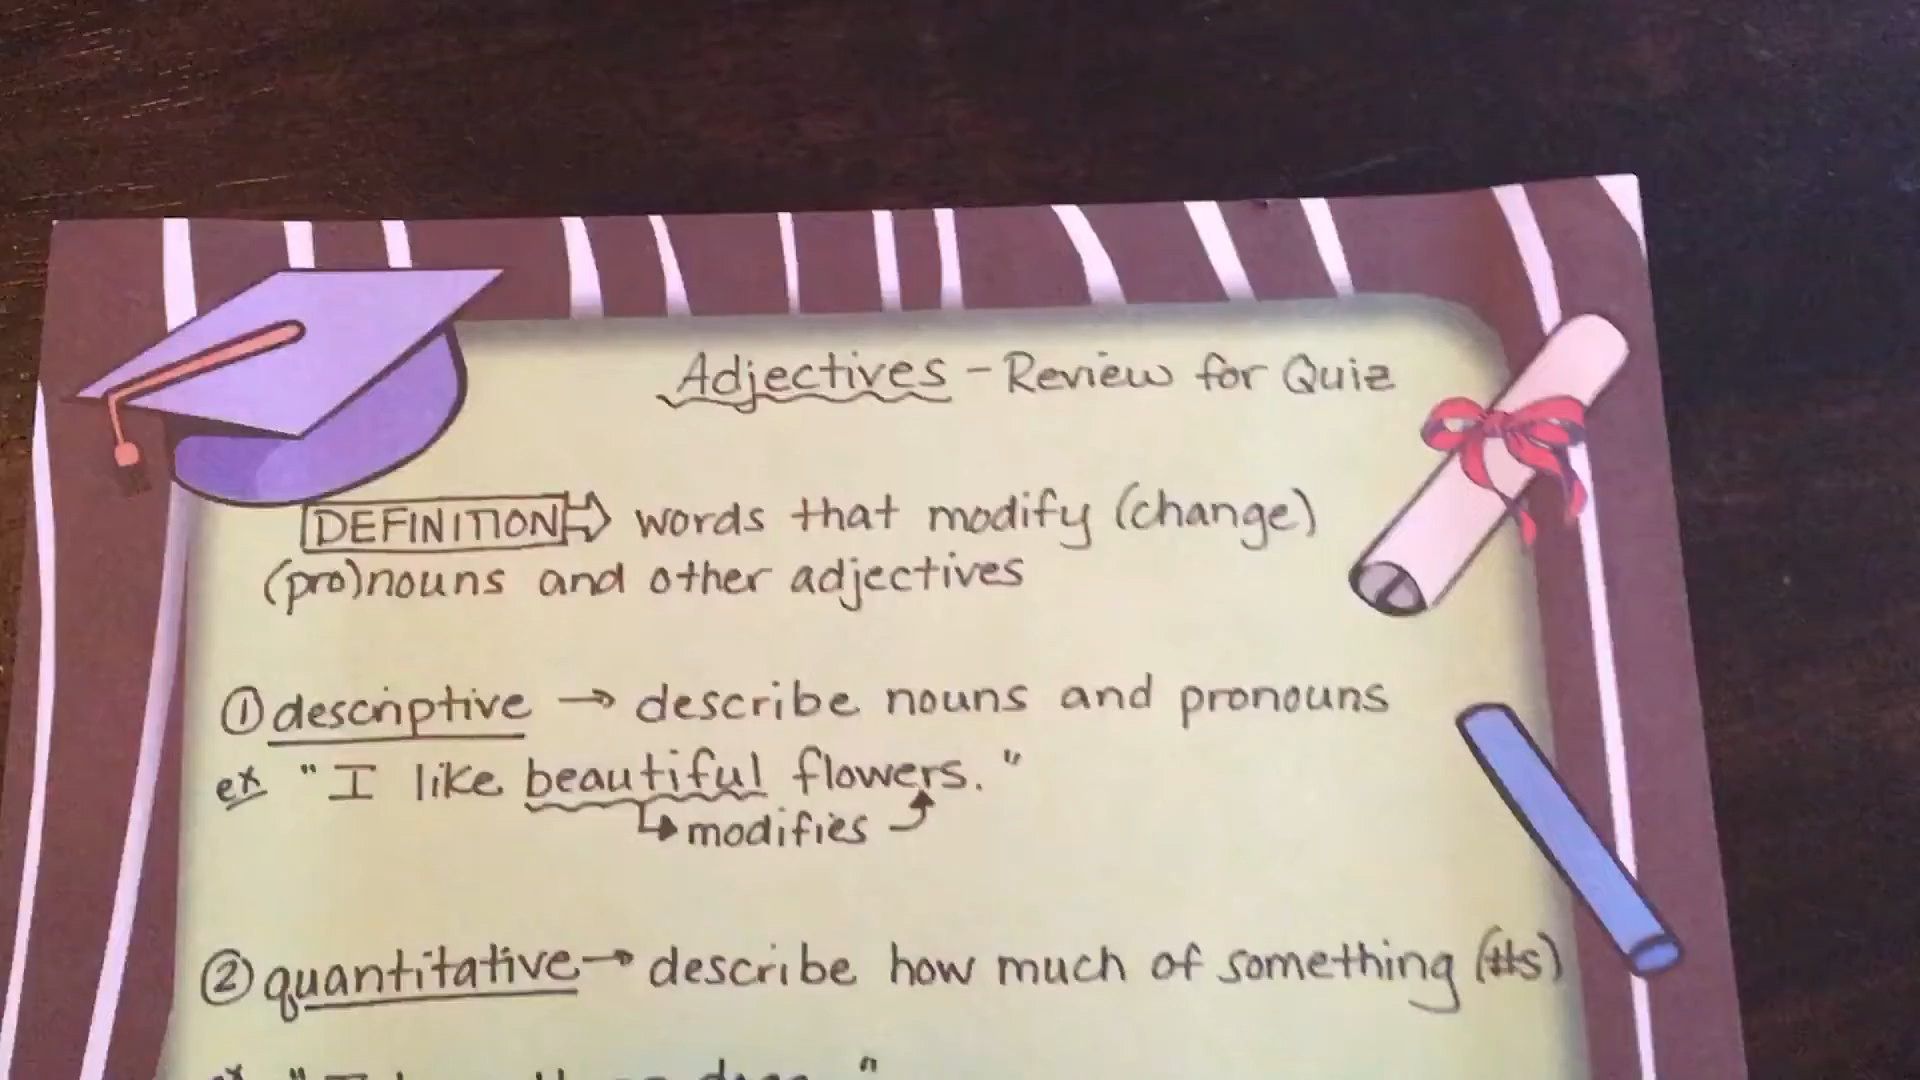 Adjectives - Review for Quiz
DEFINITION ⇨ words that modify (change)
(pro)nouns and other adjectives
① descriptive → describe nouns and pronouns
ex "I like beautiful flowers."
↳ modifies
② quantitative → describe how much of something (#s)